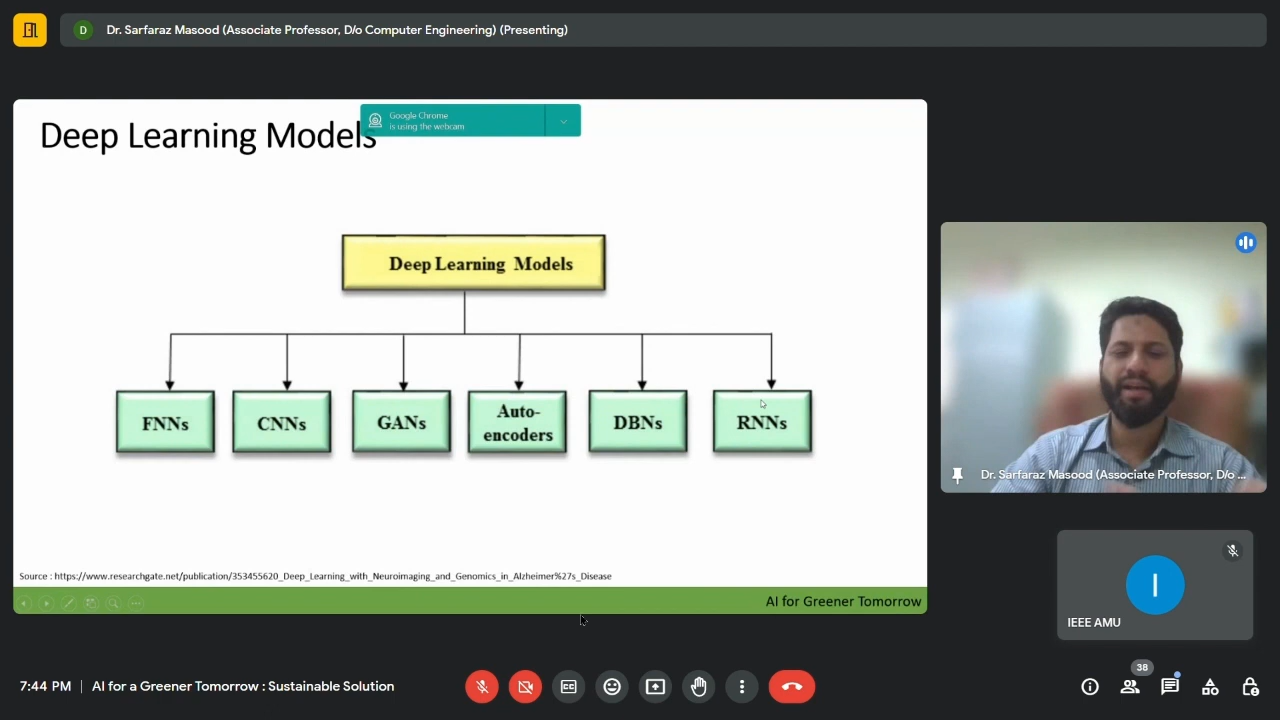 D
Dr. Sarfaraz Masood (Associate Professor, D/o Computer Engineering) (Presenting)
Google Chrome
is using the webcam
Deep Learning Models
Deep Learning Models
FNNs
CNNs
GANs
Auto-
encoders
DBNs
RNNs
Source : https://www.researchgate.net/publication/353455620_Deep_Learning_with_Neuroimaging_and_Genomics_in_Alzheimer%27s_Disease
AI for Greener Tomorrow
Dr. Sarfaraz Masood (Associate Professor, D/o ...
I
IEEE AMU
7:44 PM | AI for a Greener Tomorrow : Sustainable Solution
38